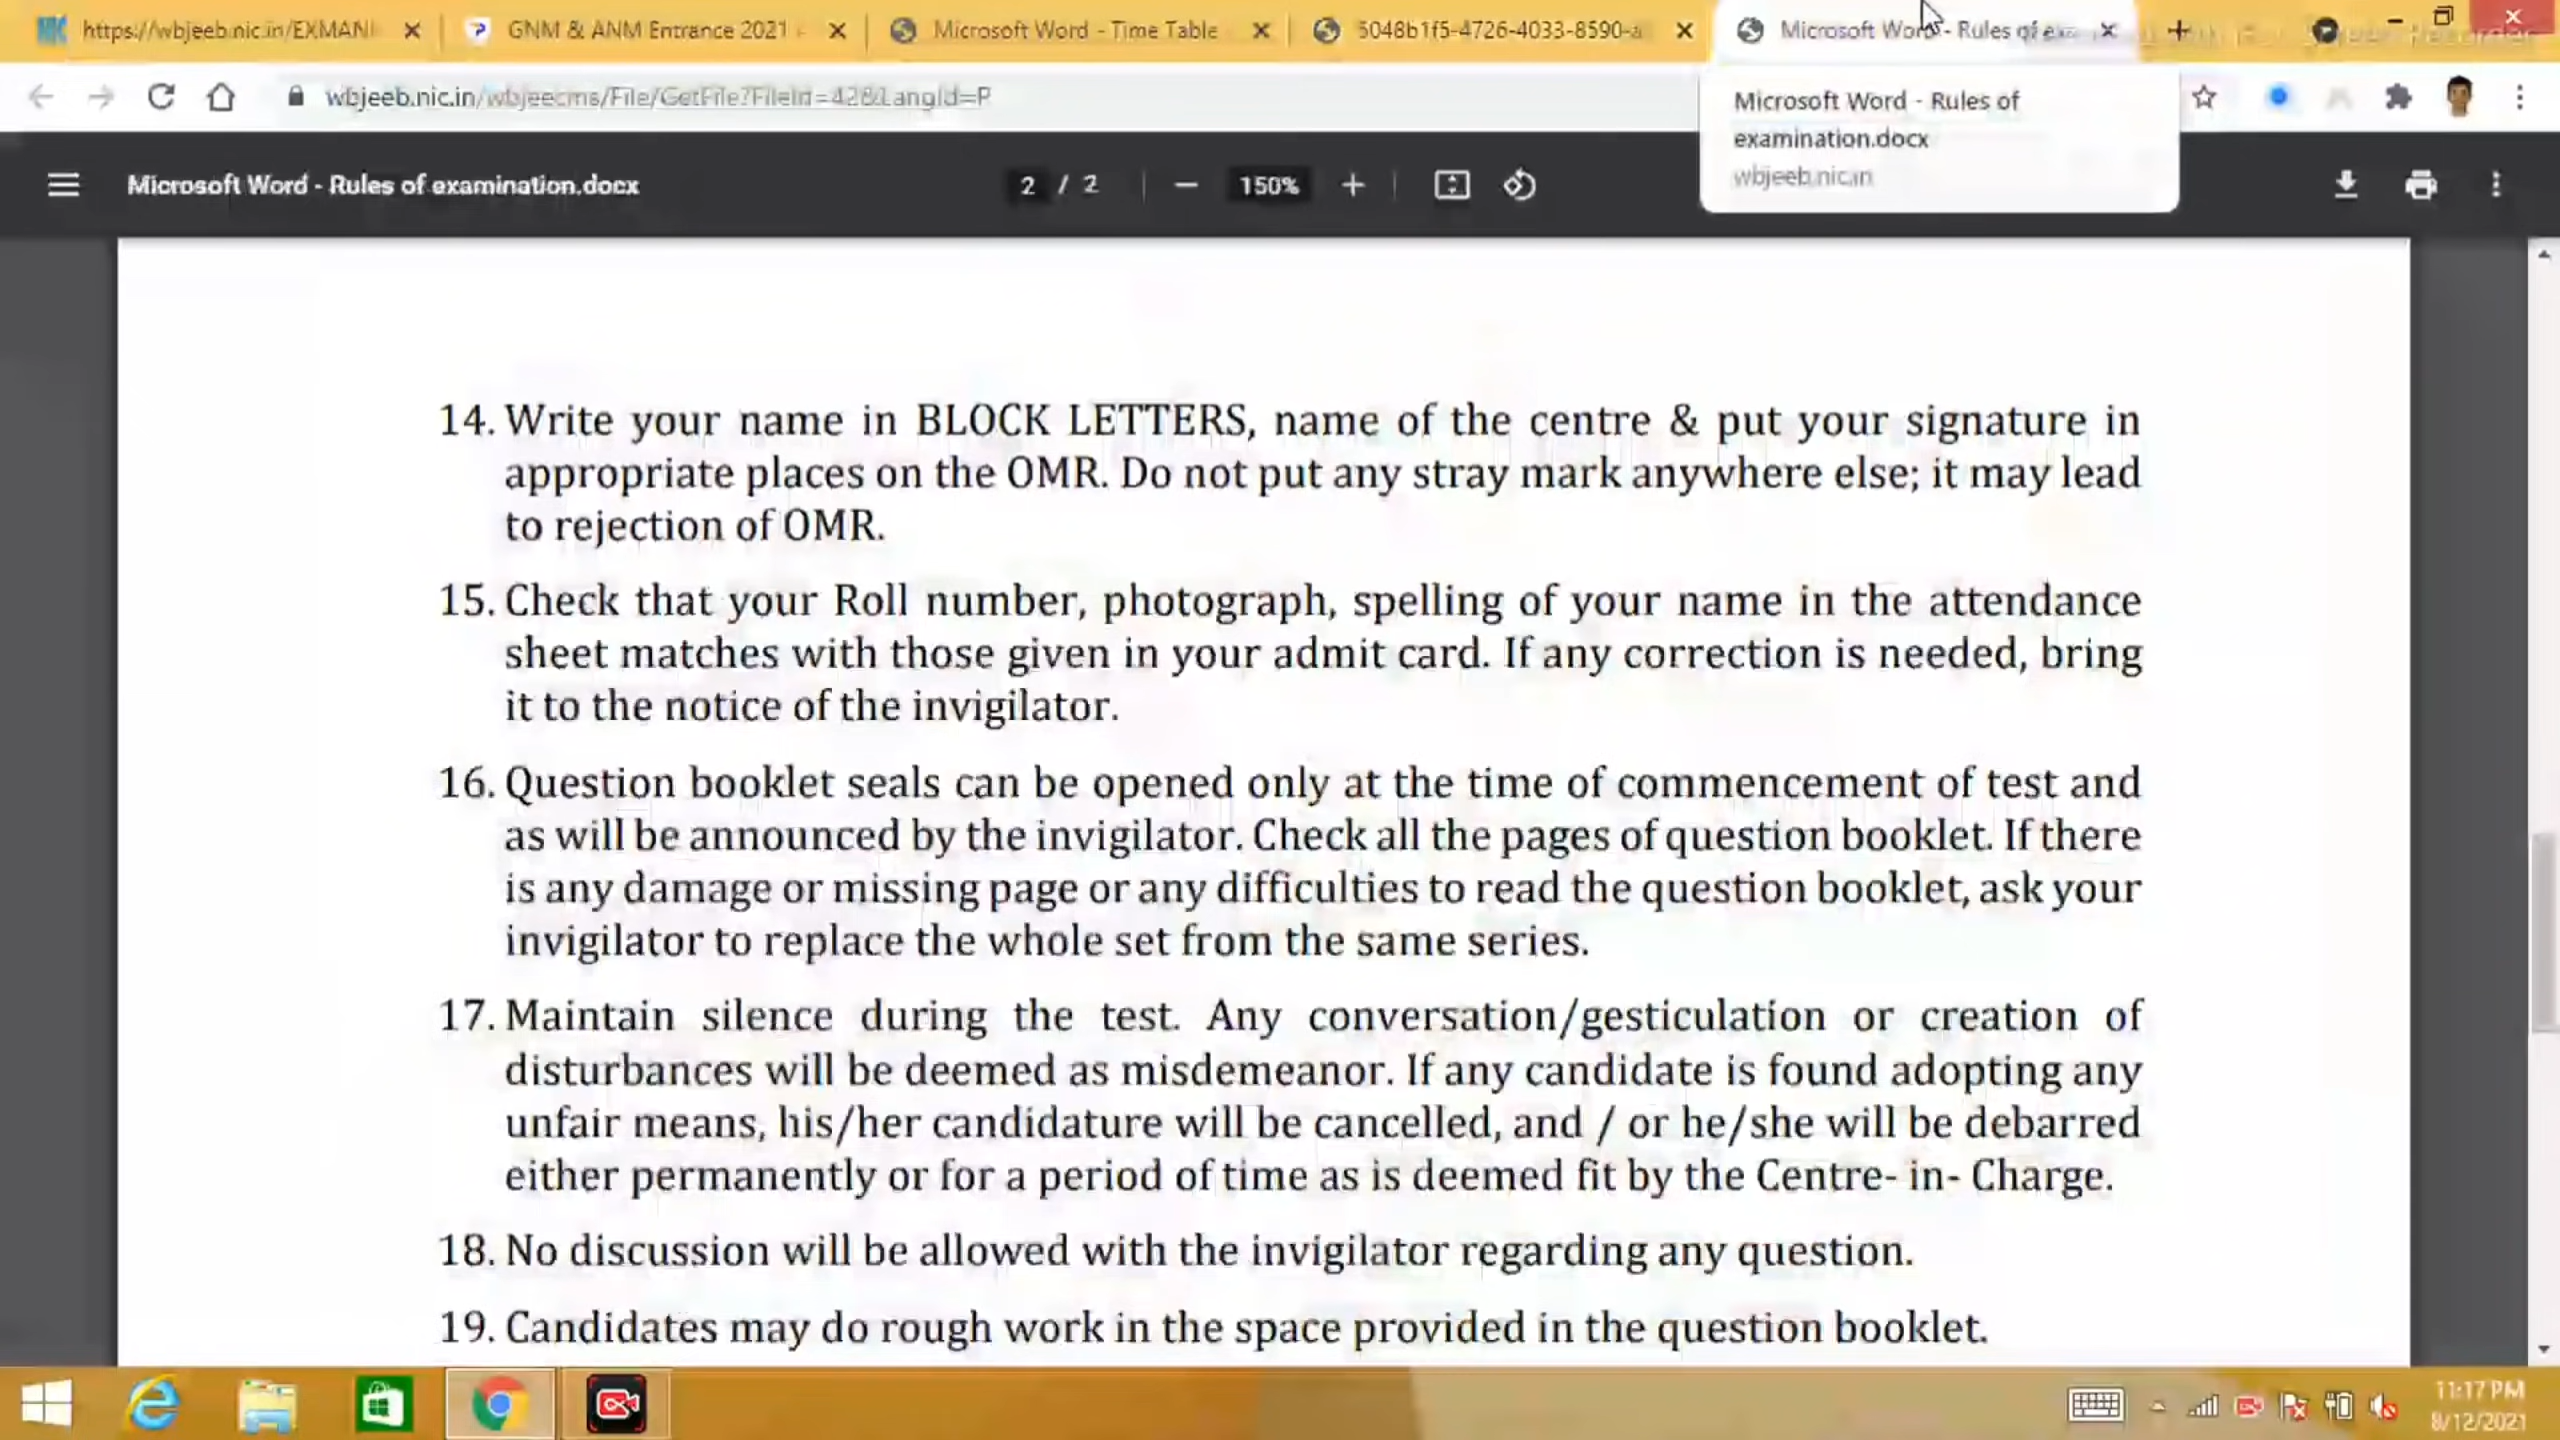 https://wbjeeb.nic.in/EXMAN
GNM & ANM Entrance 2021
Microsoft Word - Time Table
5048b1f5-4726-4033-8590-a
Microsoft Word - Rules of exa
wbjeeb.nic.in/wbjeecms/File/GetFile?FileId=42&LangId=P
Microsoft Word - Rules of
examination.docx
wbjeeb.nic.in
Microsoft Word - Rules of examination.docx
2 / 2
150%
14. Write your name in BLOCK LETTERS, name of the centre & put your signature in
appropriate places on the OMR. Do not put any stray mark anywhere else; it may lead
to rejection of OMR.
15. Check that your Roll number, photograph, spelling of your name in the attendance
sheet matches with those given in your admit card. If any correction is needed, bring
it to the notice of the invigilator.
16. Question booklet seals can be opened only at the time of commencement of test and
as will be announced by the invigilator. Check all the pages of question booklet. If there
is any damage or missing page or any difficulties to read the question booklet, ask your
invigilator to replace the whole set from the same series.
17. Maintain silence during the test. Any conversation/gesticulation or creation of
disturbances will be deemed as misdemeanor. If any candidate is found adopting any
unfair means, his/her candidature will be cancelled, and / or he/she will be debarred
either permanently or for a period of time as is deemed fit by the Centre- in- Charge.
18. No discussion will be allowed with the invigilator regarding any question.
19. Candidates may do rough work in the space provided in the question booklet.
11:17 PM
8/12/2021